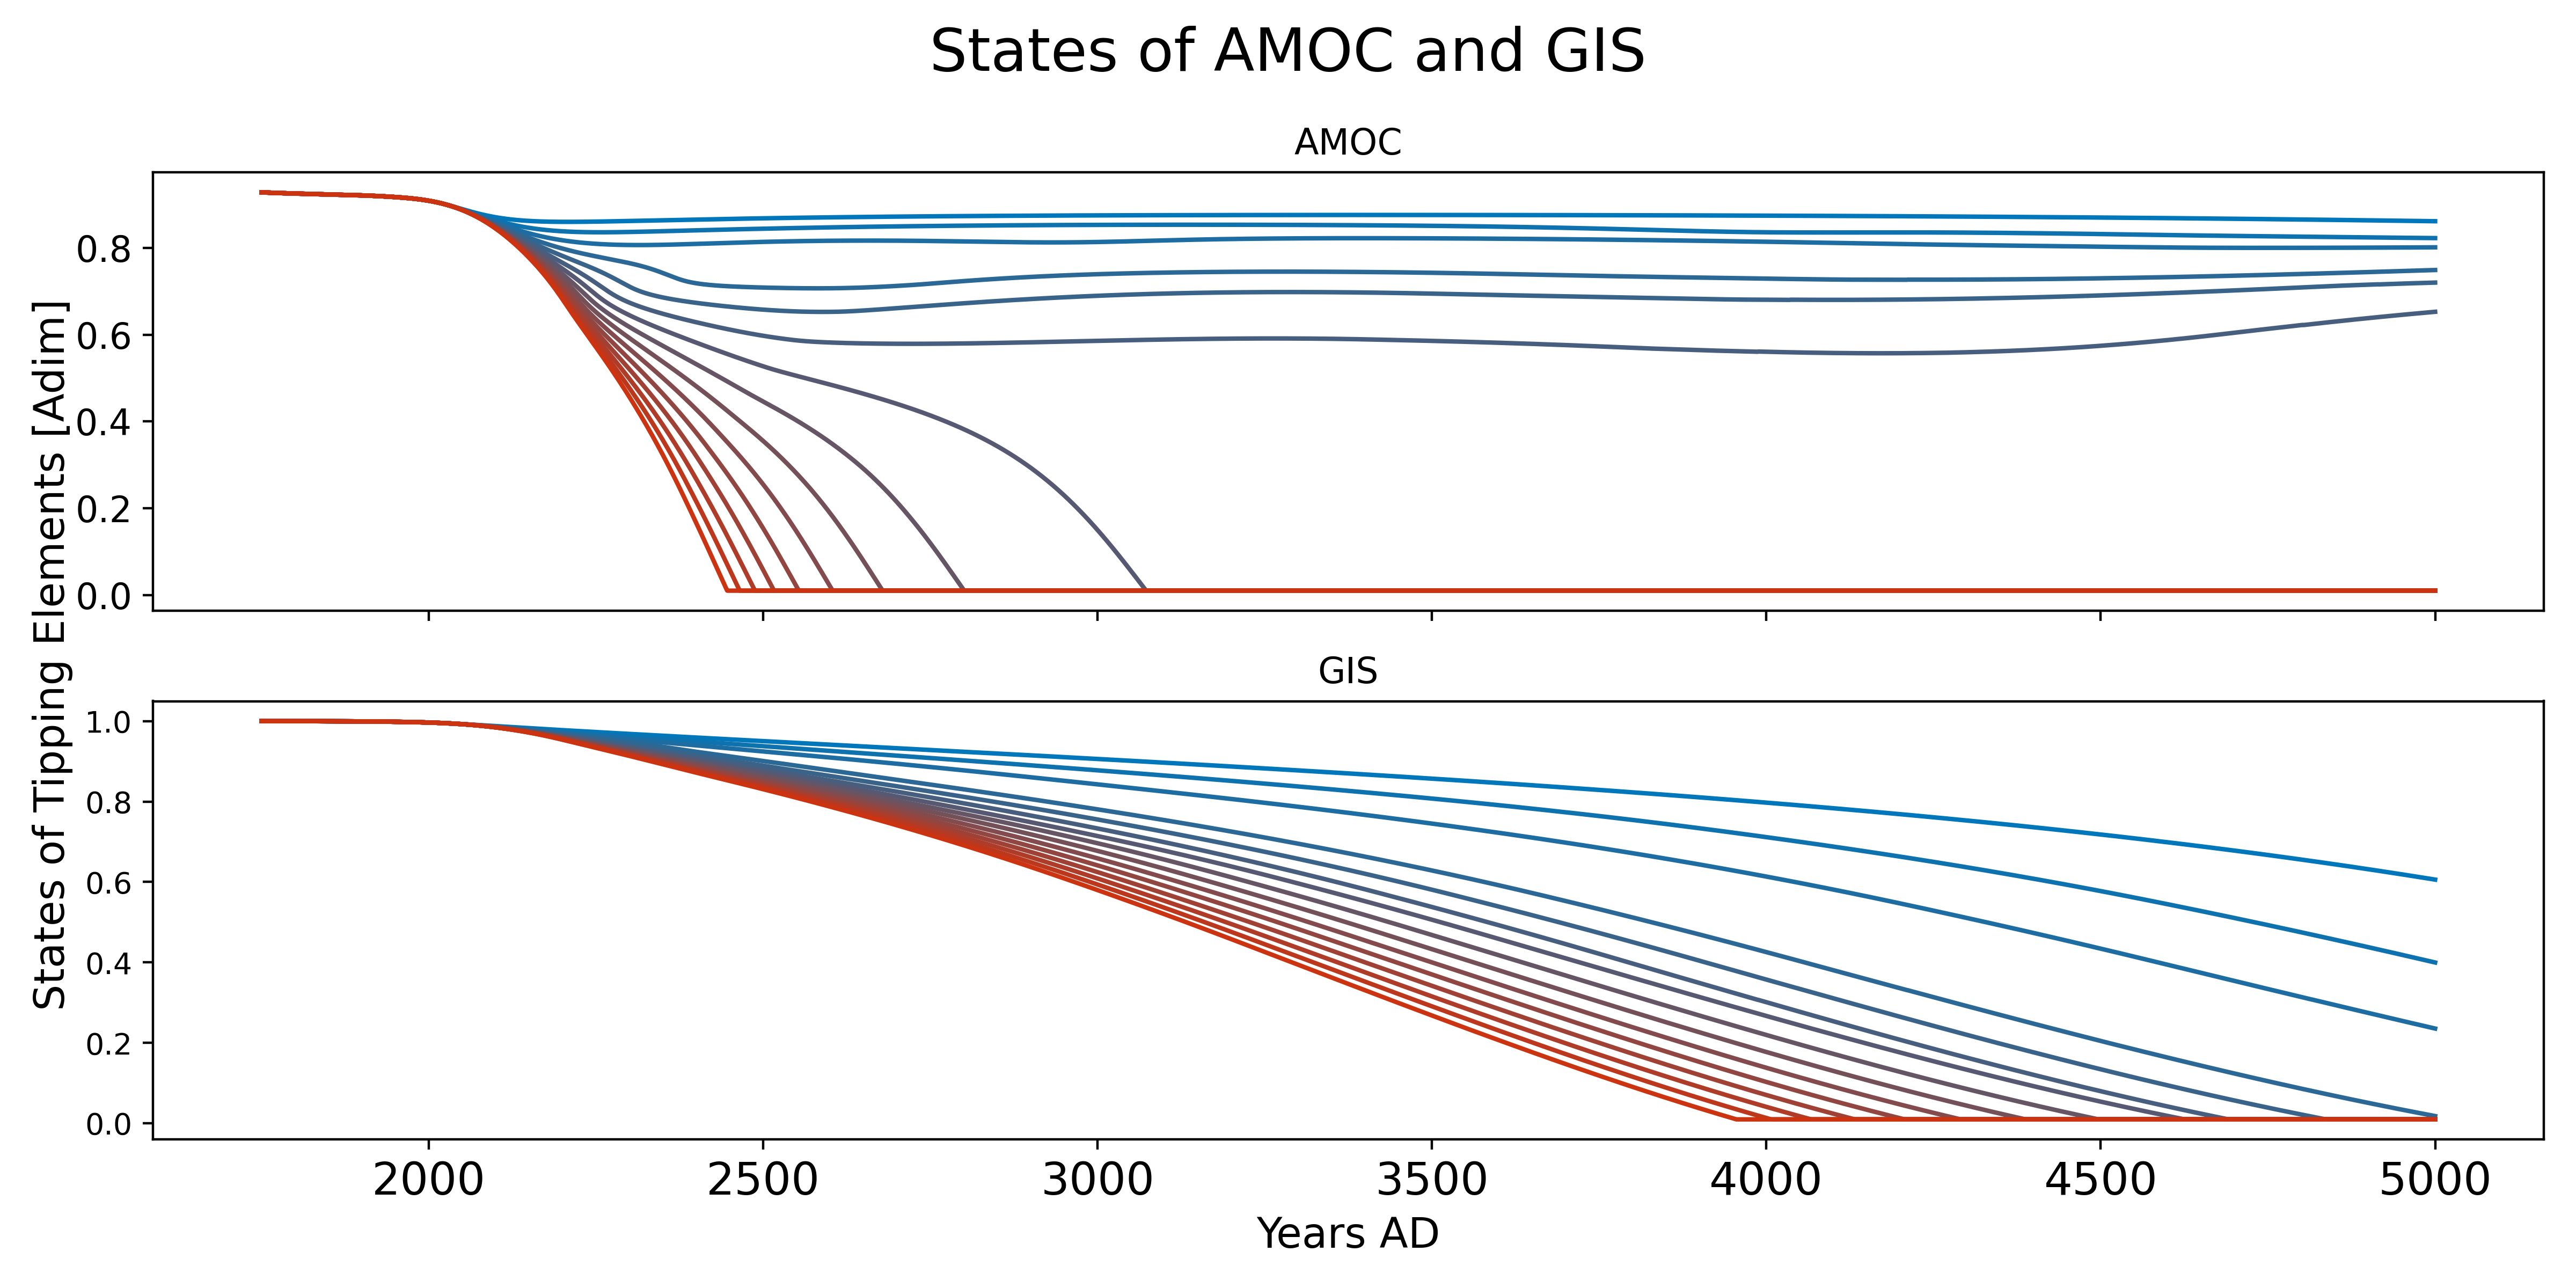 States of AMOC and GIS
AMOC
0.8
0.6
0.4
0.2
0.0
States of Tipping Elements [Adim]
GIS
1.0
0.8
0.6
0.4
0.2
0.0
2000 2500 3000 3500 4000 4500 5000
Years AD